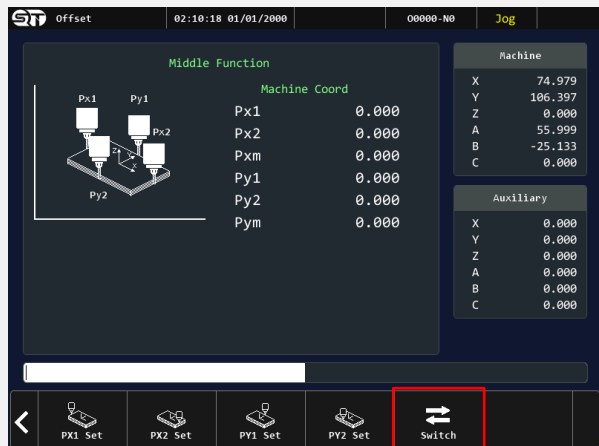 ST Offset 02:10:18 01/01/2000 O0000-N0 Jog
Middle Function
Machine Coord
Px1 0.000
Px2 0.000
Pxm 0.000
Py1 0.000
Py2 0.000
Pym 0.000
Px1 Py1
Px2
Z Y
X
Py2
Machine
X 74.979
Y 106.397
Z 0.000
A 55.999
B -25.133
C 0.000
Auxiliary
X 0.000
Y 0.000
Z 0.000
A 0.000
B 0.000
C 0.000
PX1 Set PX2 Set PY1 Set PY2 Set Switch